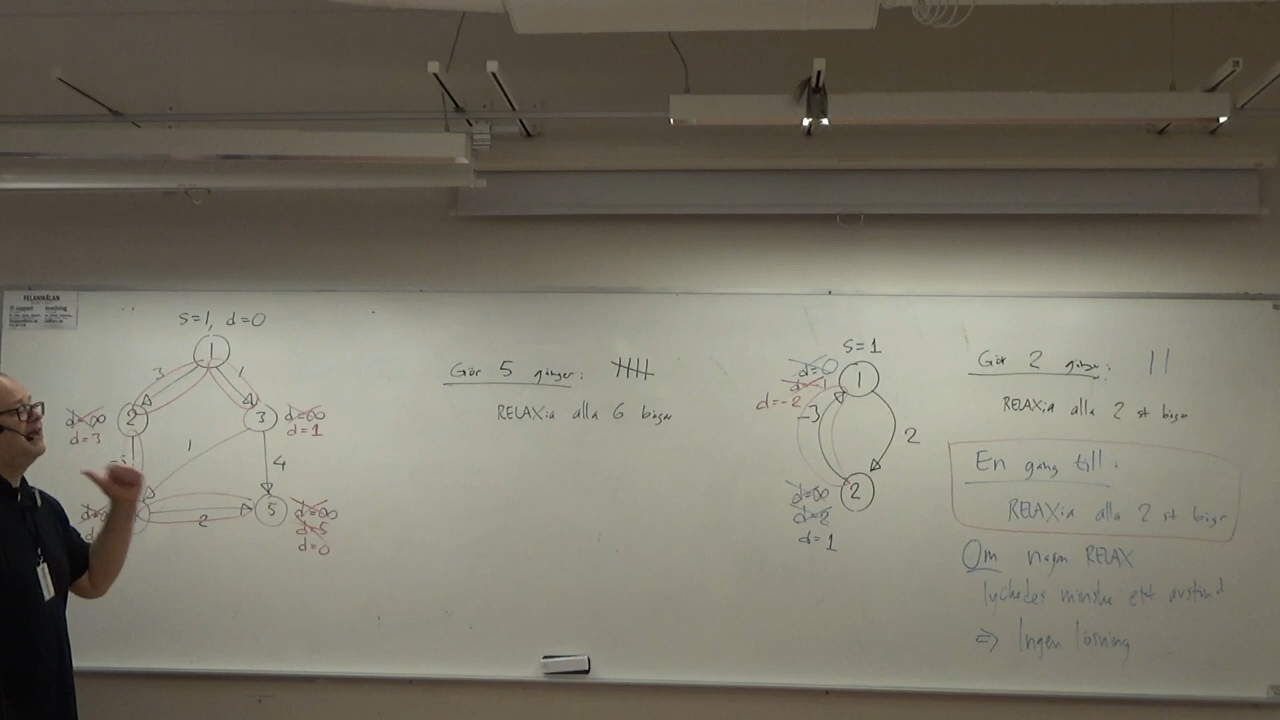 FELANMÄLAN
S=1, d=0
1
3
1
2
3
d=∞
d=3
d=∞
d=1
1
4
5
2
d=∞
d=5
d=0
Gör 5 gånger:
RELAX:a alla 6 bågar
S=1
d=0
d=-1
d=-2
1
-3
2
2
d=∞
d=2
d=1
Gör 2 gånger: ||
RELAX:a alla 2 st bågar
En gång till:
RELAX:a alla 2 st bågar
Om någon RELAX
lyckades minska ett avstånd
⇒ Ingen lösning